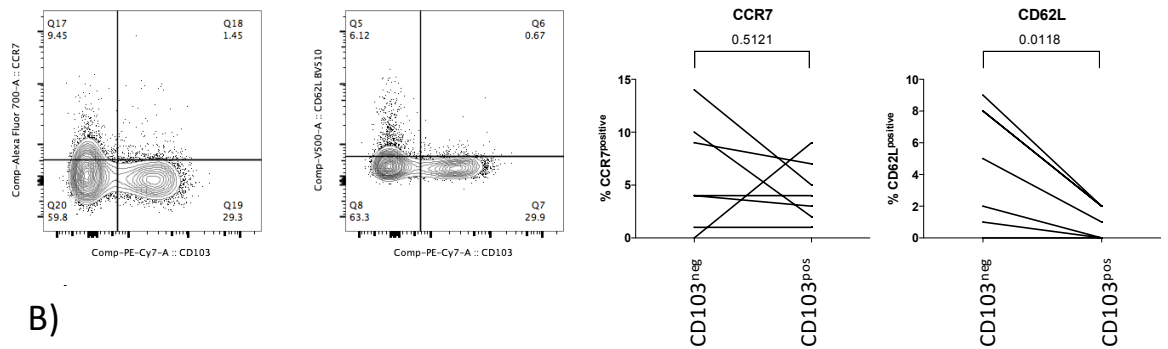 Q17
9.45
Q18
1.45
Q20
59.8
Q19
29.3
Comp-Alexa Fluor 700-A :: CCR7
Comp-PE-Cy7-A :: CD103
Q5
6.12
Q6
0.67
Q8
63.3
Q7
29.9
Comp-V500-A :: CD62L BV510
Comp-PE-Cy7-A :: CD103
CCR7
0.5121
15
10
5
0
% CCR7positive
CD103neg
CD103pos
CD62L
0.0118
10
8
6
4
2
0
% CD62Lpositive
CD103neg
CD103pos
B)